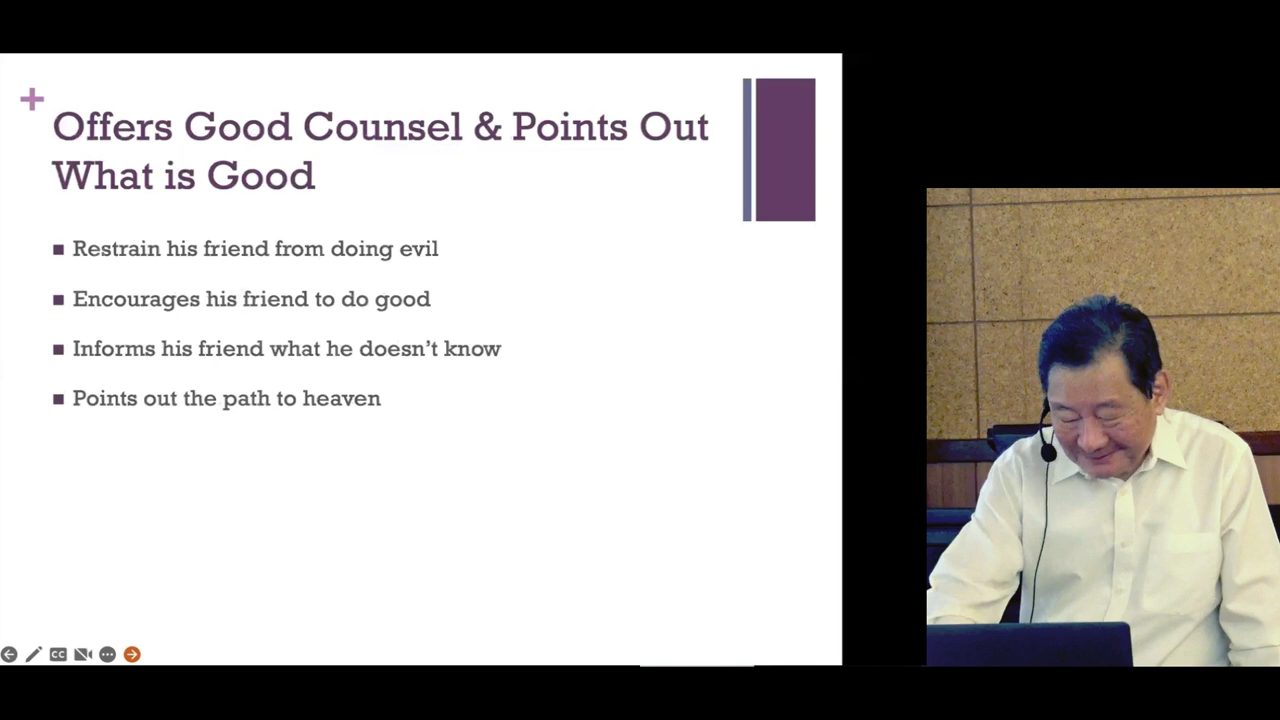 Offers Good Counsel & Points Out
What is Good
Restrain his friend from doing evil
Encourages his friend to do good
Informs his friend what he doesn’t know
Points out the path to heaven
CC